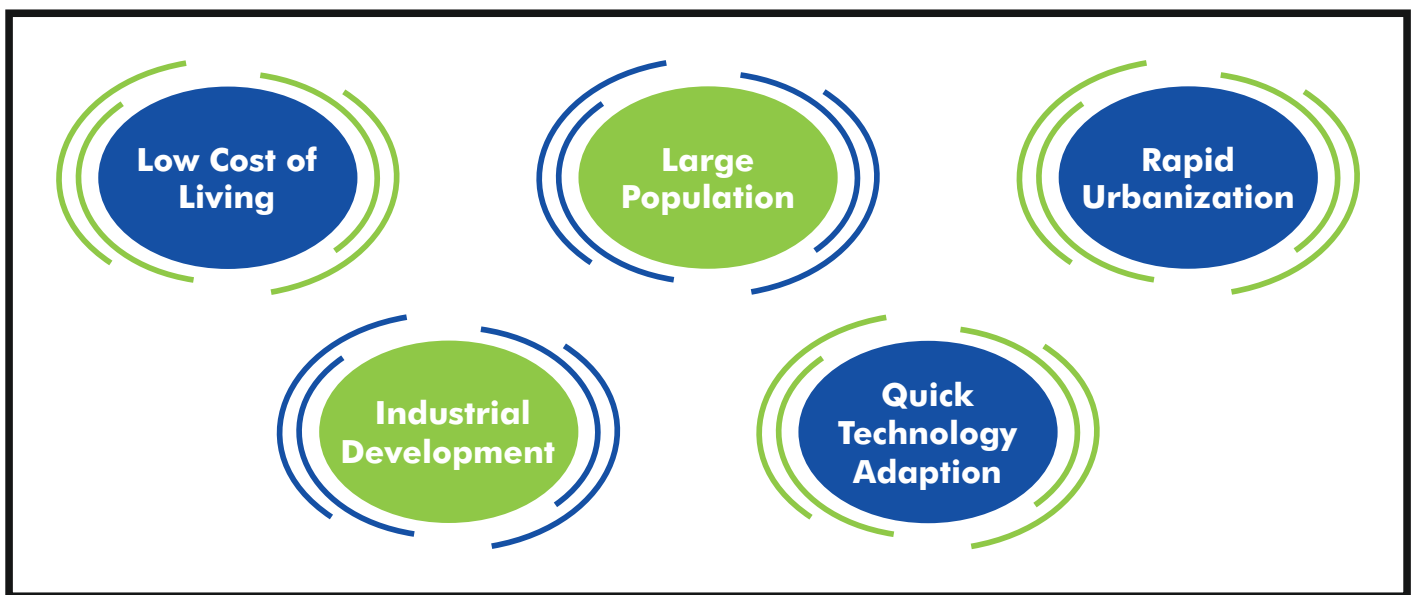 Low Cost of
Living
Large
Population
Rapid
Urbanization
Industrial
Development
Quick
Technology
Adaption